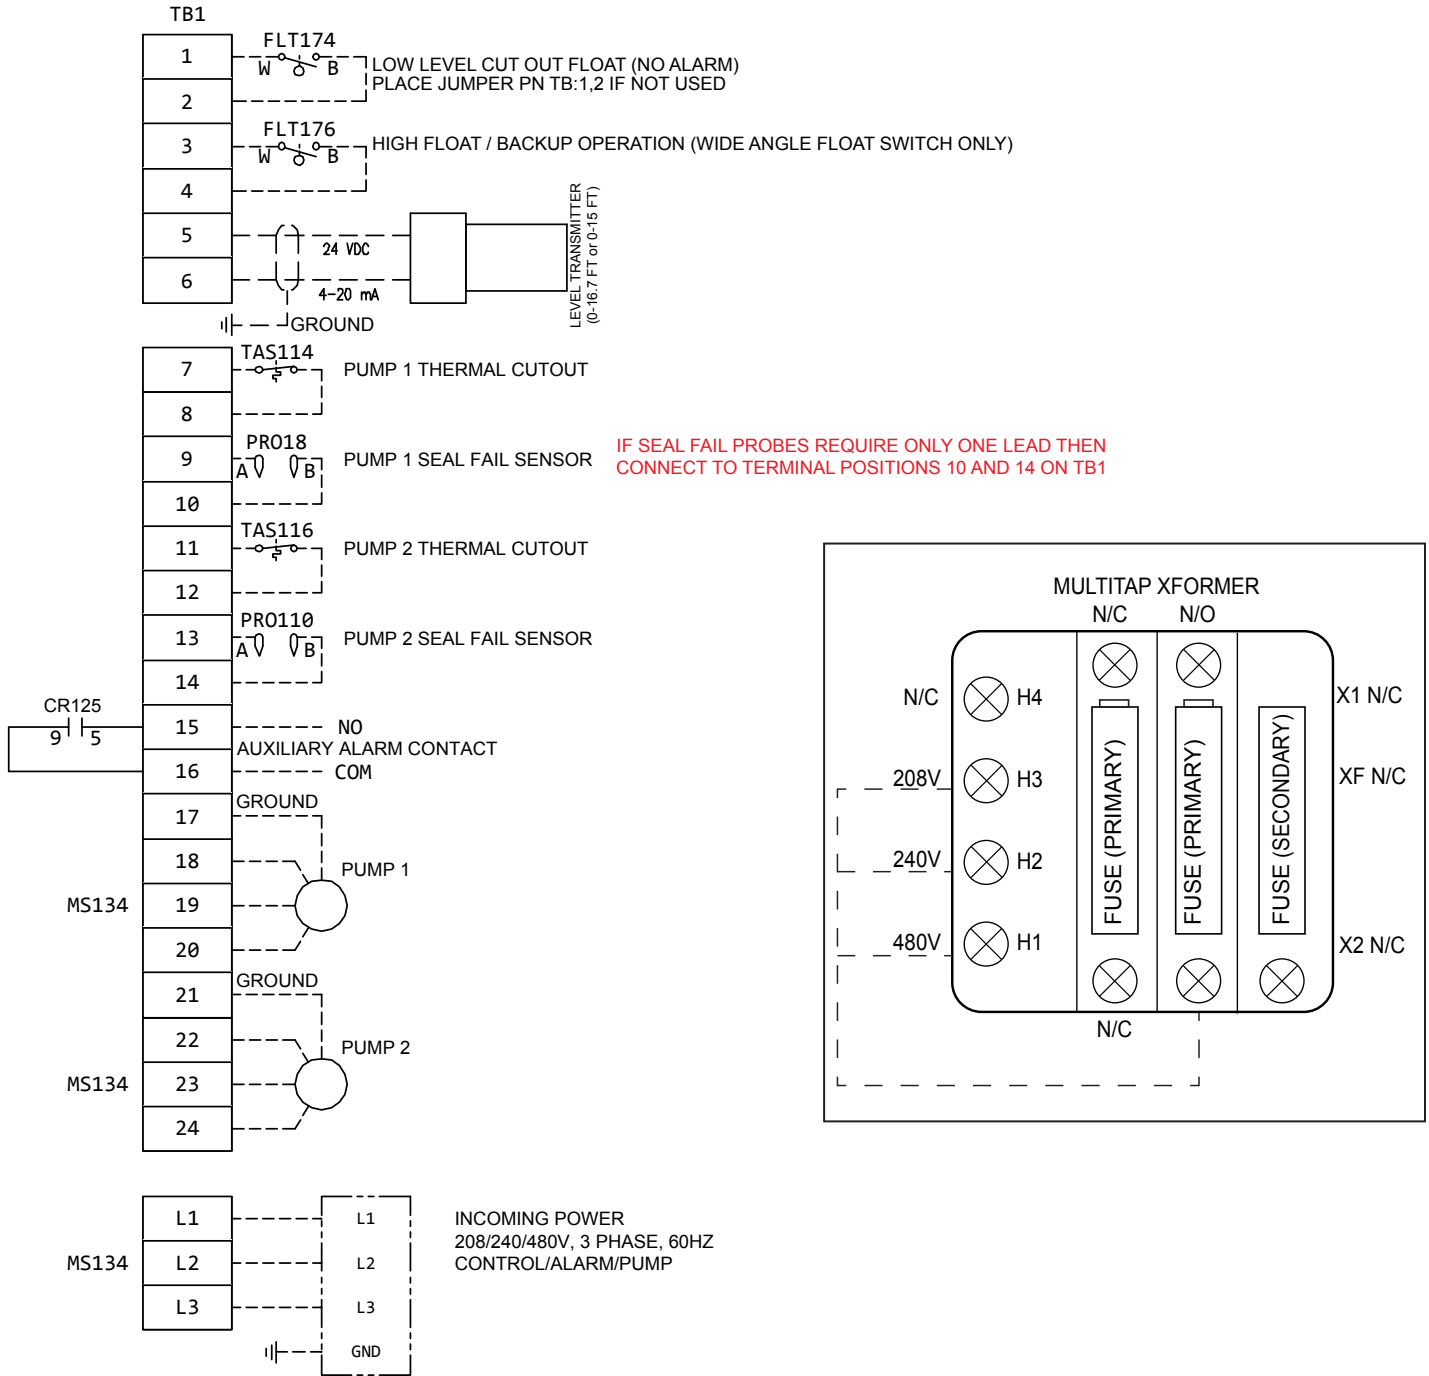 TB1
1
FLT174
W
B
LOW LEVEL CUT OUT FLOAT (NO ALARM)
PLACE JUMPER PN TB:1,2 IF NOT USED
2
3
FLT176
W
B
HIGH FLOAT / BACKUP OPERATION (WIDE ANGLE FLOAT SWITCH ONLY)
4
5
24 VDC
6
4-20 mA
LEVEL TRANSMITTER
(0-16.7 FT or 0-15 FT)
GROUND
7
TAS114
PUMP 1 THERMAL CUTOUT
8
9
PRO18
A
B
PUMP 1 SEAL FAIL SENSOR
IF SEAL FAIL PROBES REQUIRE ONLY ONE LEAD THEN
CONNECT TO TERMINAL POSITIONS 10 AND 14 ON TB1
10
11
TAS116
PUMP 2 THERMAL CUTOUT
12
13
PRO110
A
B
PUMP 2 SEAL FAIL SENSOR
14
CR125
9
5
15
NO
AUXILIARY ALARM CONTACT
16
COM
17
GROUND
18
PUMP 1
MS134
19
20
21
GROUND
22
PUMP 2
MS134
23
24
L1
L1
INCOMING POWER
208/240/480V, 3 PHASE, 60HZ
CONTROL/ALARM/PUMP
MS134
L2
L2
L3
L3
GND
MULTITAP XFORMER
N/C
N/O
N/C
H4
X1 N/C
208V
H3
XF N/C
240V
H2
480V
H1
X2 N/C
FUSE (PRIMARY)
FUSE (PRIMARY)
FUSE (SECONDARY)
N/C